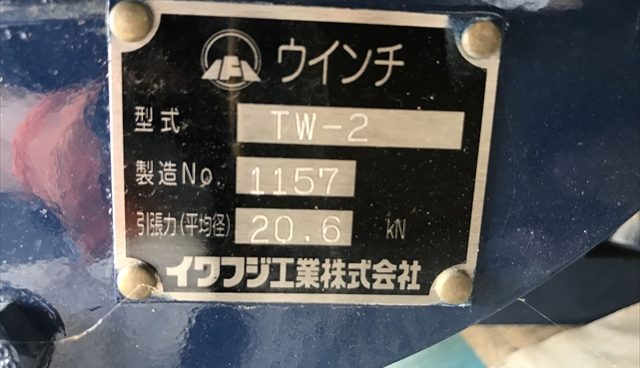 ウインチ
型式 TW-2
製造No 1157
引張力(平均径) 20.6 kN
イワフジ工業株式会社